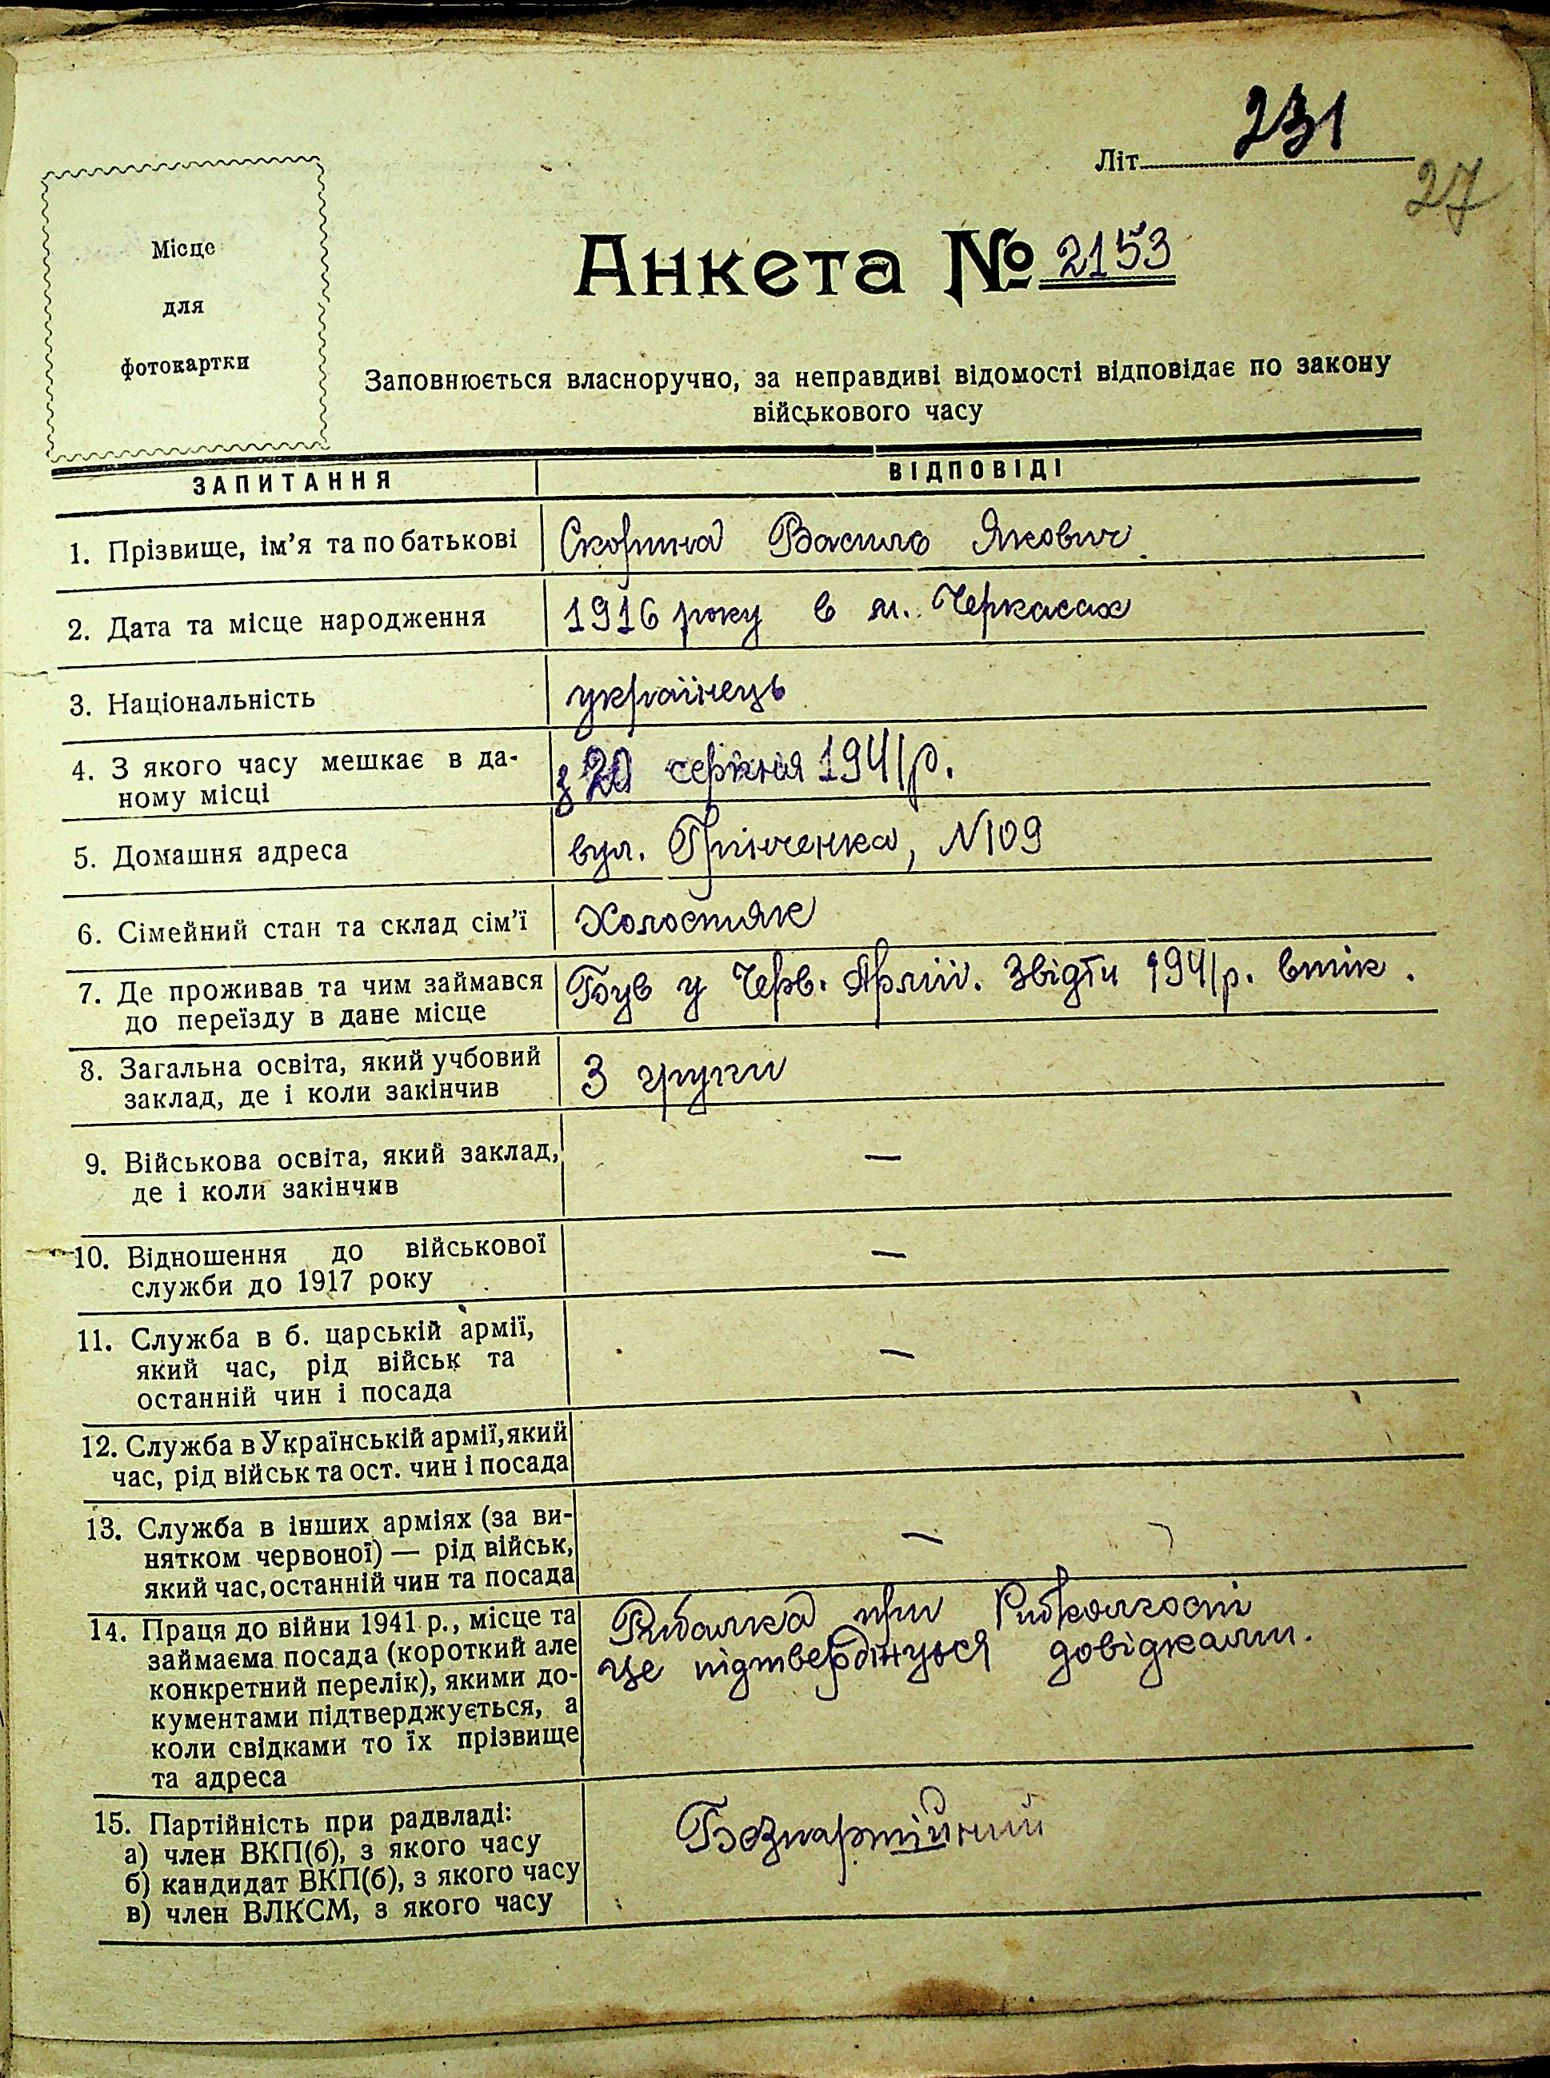 Літ. 231
27
Місце
для
фотокартки
Анкета № 2153
Заповнюється власноручно, за неправдиві відомості відповідає по закону
військового часу
ЗАПИТАННЯ ВІДПОВІДІ
1. Прізвище, ім'я та по батькові Скорина Василь Якович
2. Дата та місце народження 1916 року в м. Черкасах
3. Національність українець
4. З якого часу мешкає в да-
ному місці з 20 серпня 1941 р.
5. Домашня адреса вул. Грінченка, №109
6. Сімейний стан та склад сім'ї Холостяк
7. Де проживав та чим займався
до переїзду в дане місце Був у Черв. Армії. Звідти 1941 р. втік.
8. Загальна освіта, який учбовий
заклад, де і коли закінчив 3 групи
9. Військова освіта, який заклад,
де і коли закінчив —
10. Відношення до військової
служби до 1917 року —
11. Служба в б. царській армії,
який час, рід військ та
останній чин і посада —
12. Служба в Українській армії, який
час, рід військ та ост. чин і посада
13. Служба в інших арміях (за ви-
нятком червоної) — рід військ,
який час, останній чин та посада —
14. Праця до війни 1941 р., місце та
займаєма посада (короткий але
конкретний перелік), якими до-
кументами підтверджується, а
коли свідками то їх прізвище
та адреса
Рибалка при Рибколгоспі
це довідками.
15. Партійність при радвладі:
а) член ВКП(б), з якого часу
б) кандидат ВКП(б), з якого часу
в) член ВЛКСМ, з якого часу
Безпартійний